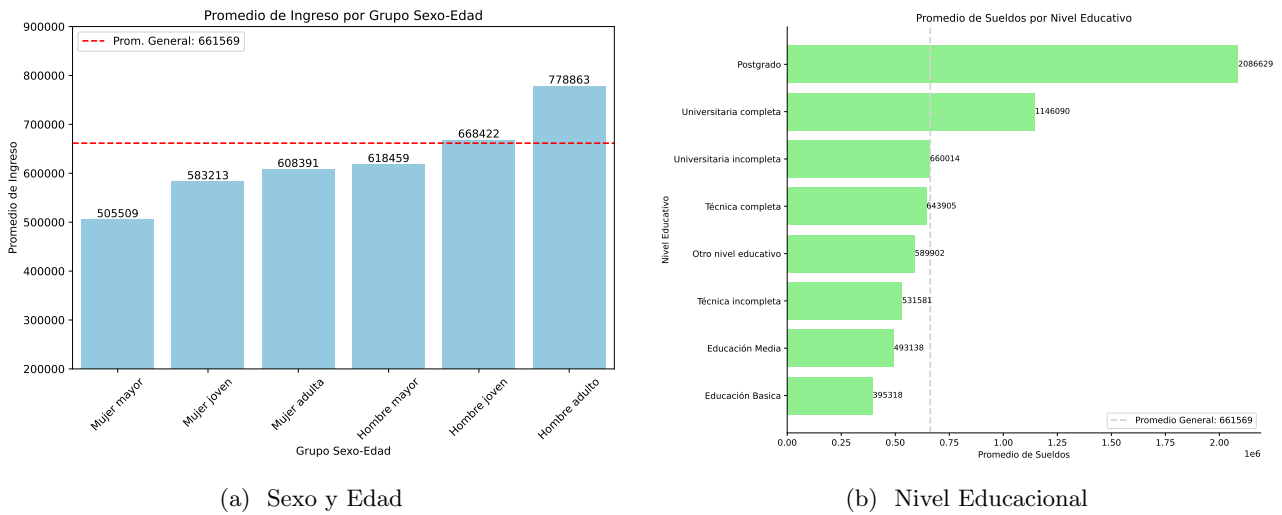 Promedio de Ingreso por Grupo Sexo-Edad
900000
800000
700000
600000
500000
400000
300000
200000
Promedio de Ingreso
Prom. General: 661569
505509
583213
608391
618459
668422
778863
Mujer mayor
Mujer joven
Mujer adulta
Hombre mayor
Hombre joven
Hombre adulto
Grupo Sexo-Edad
(a) Sexo y Edad
Promedio de Sueldos por Nivel Educativo
Nivel Educativo
Postgrado
2086629
Universitaria completa
1146090
Universitaria incompleta
660014
Técnica completa
643905
Otro nivel educativo
589902
Técnica incompleta
531581
Educación Media
493138
Educación Basica
395318
Promedio General: 661569
0.00 0.25 0.50 0.75 1.00 1.25 1.50 1.75 2.00
1e6
Promedio de Sueldos
(b) Nivel Educacional